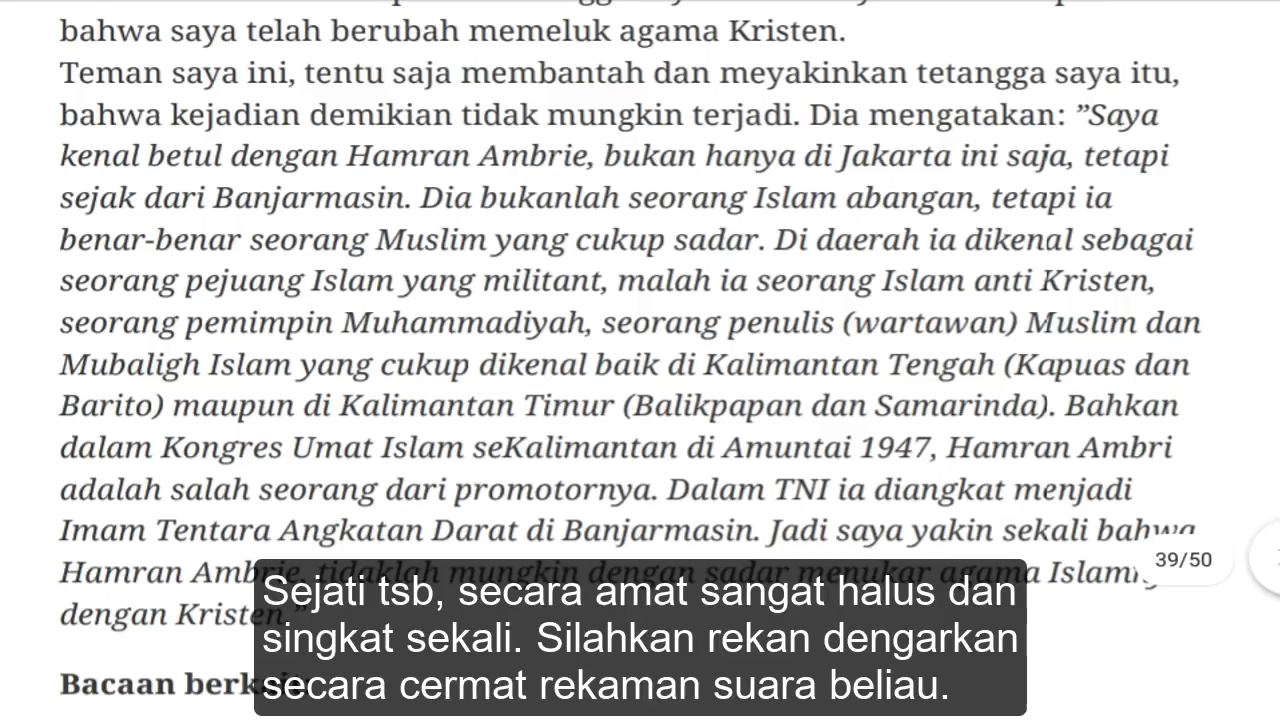 bahwa saya telah berubah memeluk agama Kristen.
Teman saya ini, tentu saja membantah dan meyakinkan tetangga saya itu,
bahwa kejadian demikian tidak mungkin terjadi. Dia mengatakan: ”Saya
kenal betul dengan Hamran Ambrie, bukan hanya di Jakarta ini saja, tetapi
sejak dari Banjarmasin. Dia bukanlah seorang Islam abangan, tetapi ia
benar-benar seorang Muslim yang cukup sadar. Di daerah ia dikenal sebagai
seorang pejuang Islam yang militant, malah ia seorang Islam anti Kristen,
seorang pemimpin Muhammadiyah, seorang penulis (wartawan) Muslim dan
Mubaligh Islam yang cukup dikenal baik di Kalimantan Tengah (Kapuas dan
Barito) maupun di Kalimantan Timur (Balikpapan dan Samarinda). Bahkan
dalam Kongres Umat Islam seKalimantan di Amuntai 1947, Hamran Ambri
adalah salah seorang dari promotornya. Dalam TNI ia diangkat menjadi
Imam Tentara Angkatan Darat di Banjarmasin. Jadi saya yakin sekali bahwa
39/50
Hamran Ambrie, tidaklah mungkin dengan sadar menukar agama
dengan Kristen.”
Bacaan
Sejati tsb, secara amat sangat halus dan
singkat sekali. Silahkan rekan dengarkan
secara cermat rekaman suara beliau.